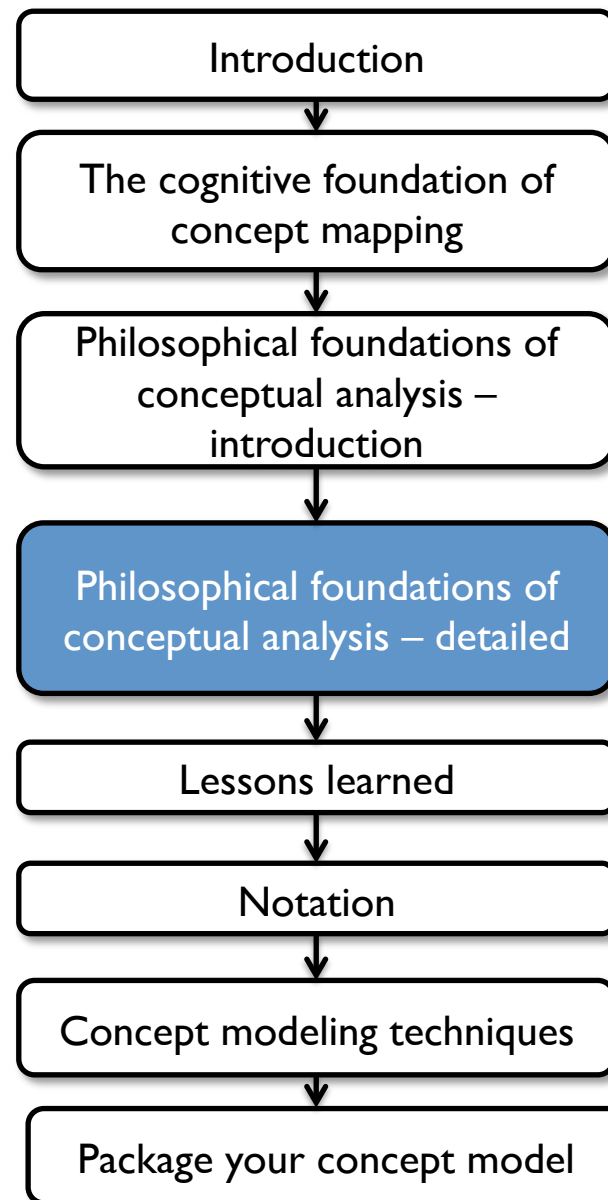 Introduction
The cognitive foundation of
concept mapping
Philosophical foundations of
conceptual analysis –
introduction
Philosophical foundations of
conceptual analysis – detailed
Lessons learned
Notation
Concept modeling techniques
Package your concept model